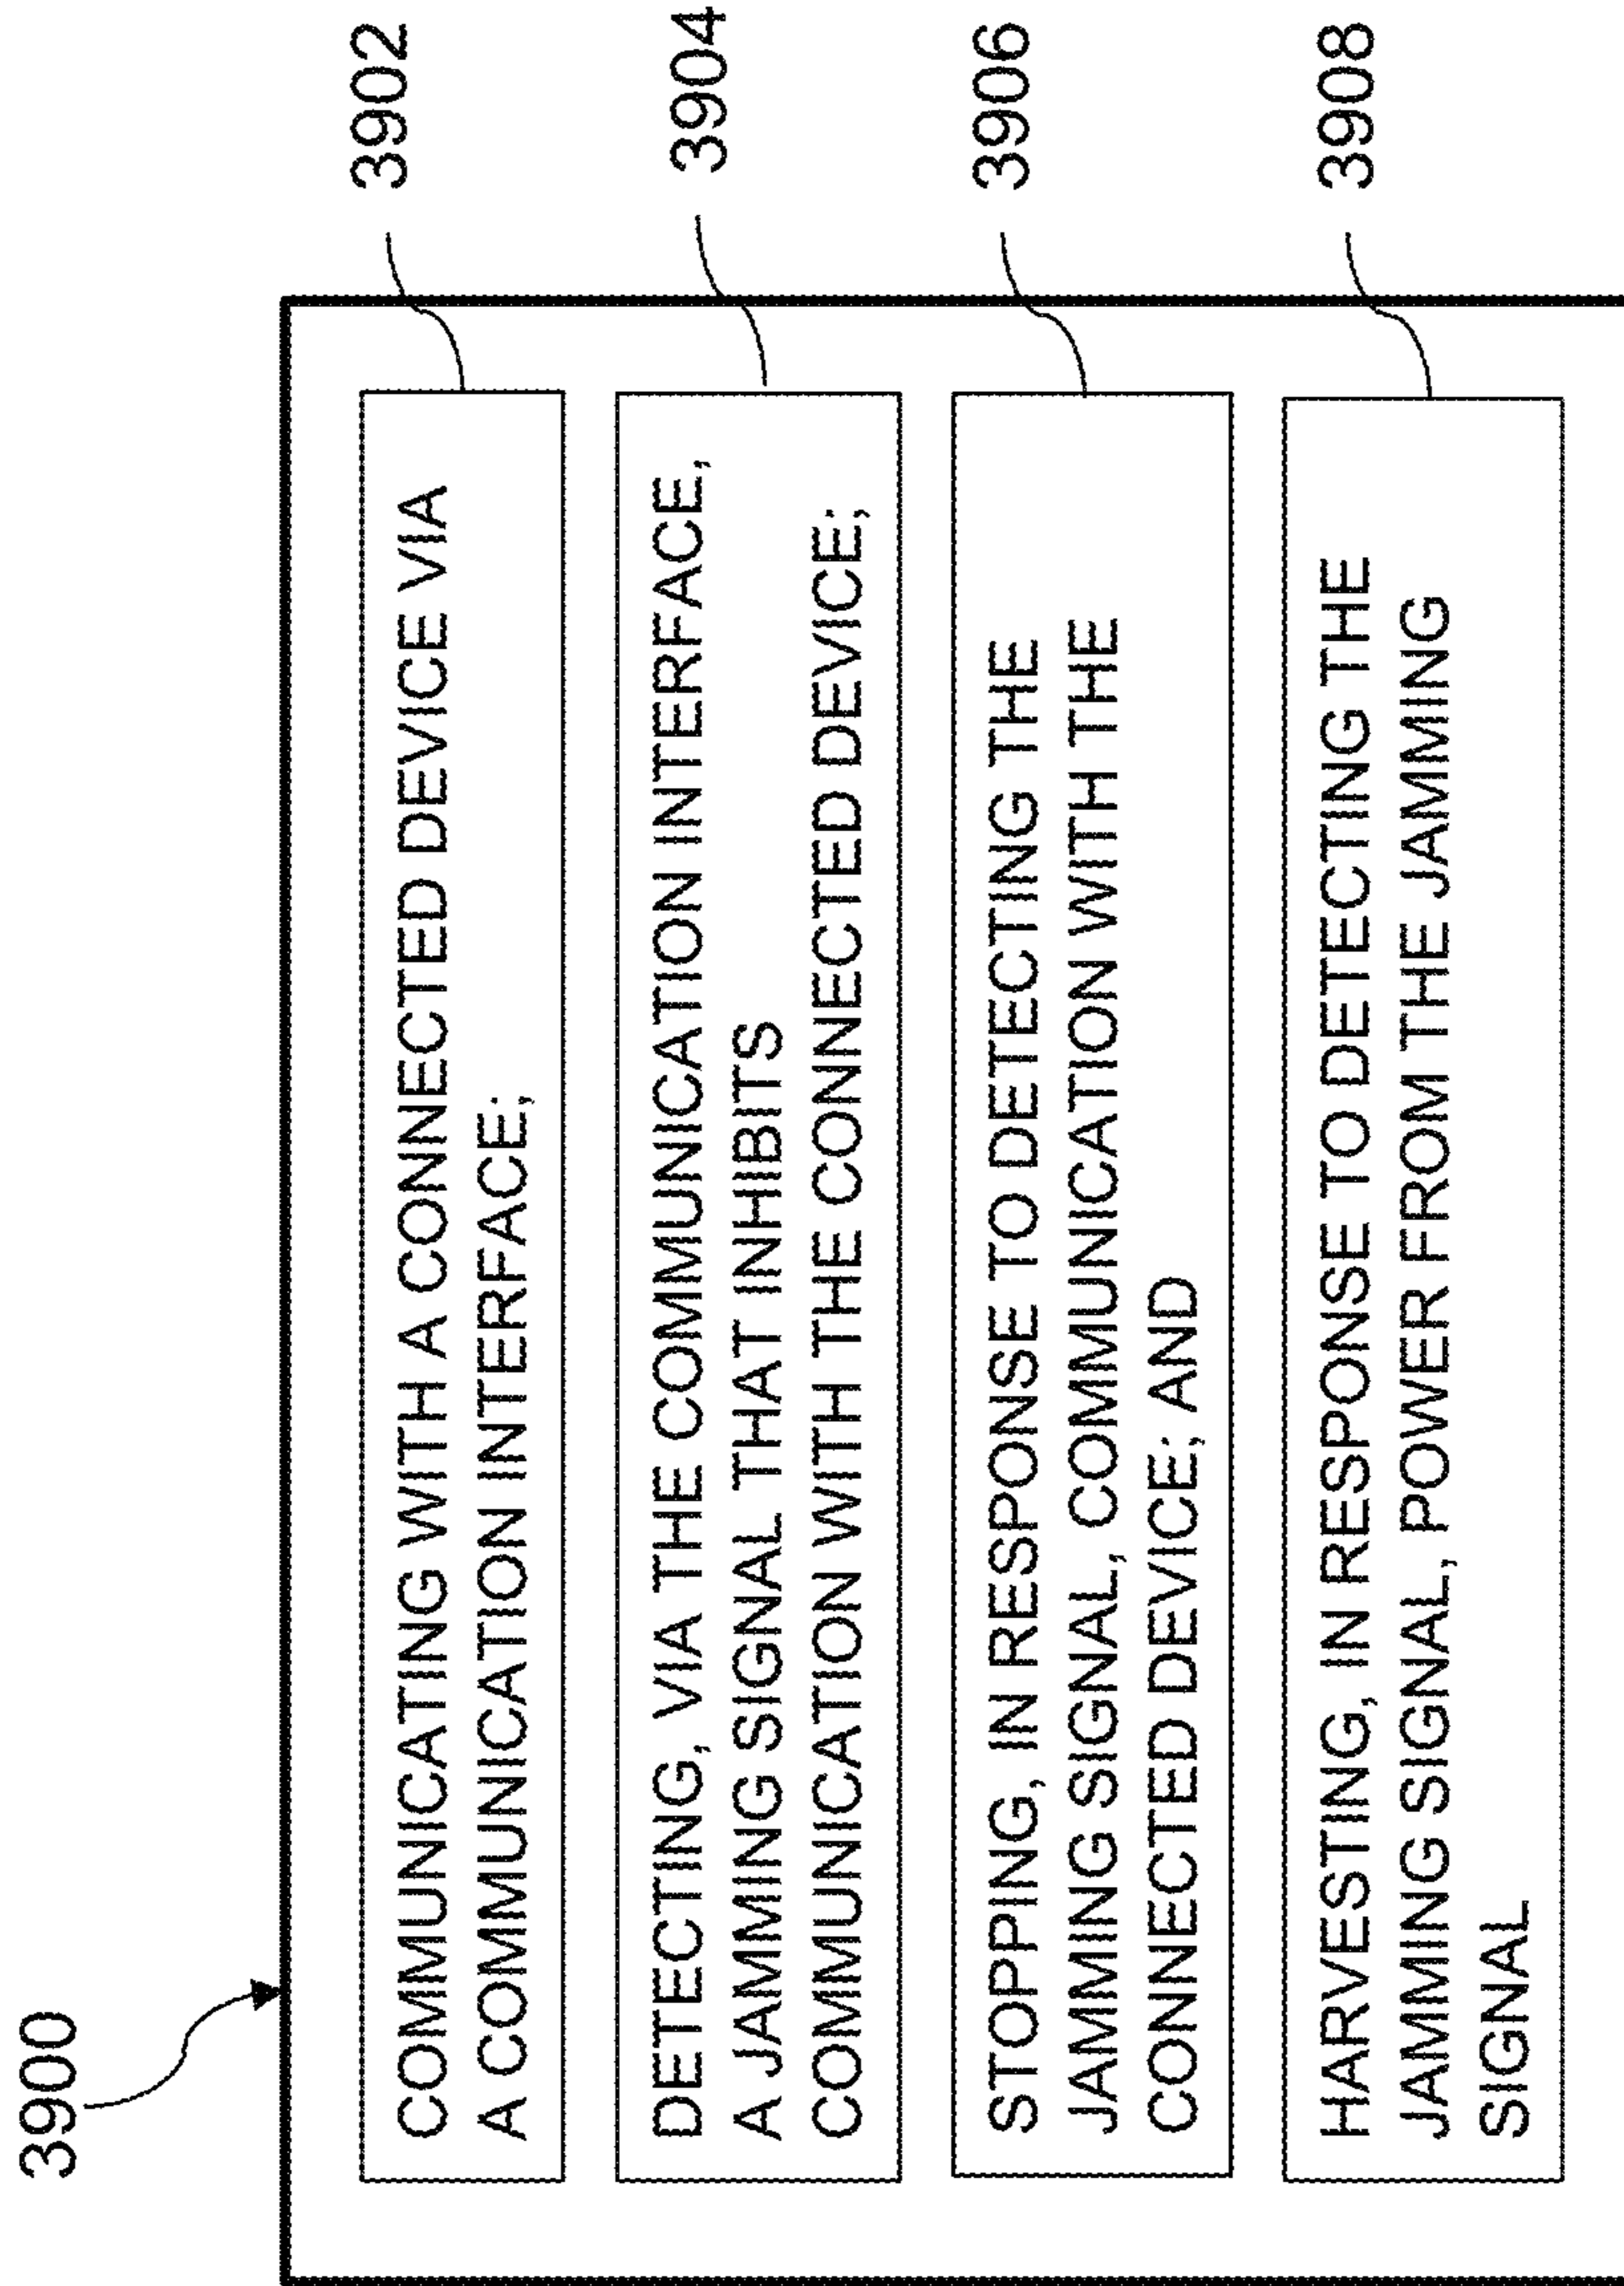 3900
COMMUNICATING WITH A CONNECTED DEVICE VIA
A COMMUNICATION INTERFACE;
3902
DETECTING, VIA THE COMMUNICATION INTERFACE,
A JAMMING SIGNAL THAT INHIBITS
COMMUNICATION WITH THE CONNECTED DEVICE;
3904
STOPPING, IN RESPONSE TO DETECTING THE
JAMMING SIGNAL, COMMUNICATION WITH THE
CONNECTED DEVICE; AND
3906
HARVESTING, IN RESPONSE TO DETECTING THE
JAMMING SIGNAL, POWER FROM THE JAMMING
SIGNAL
3908